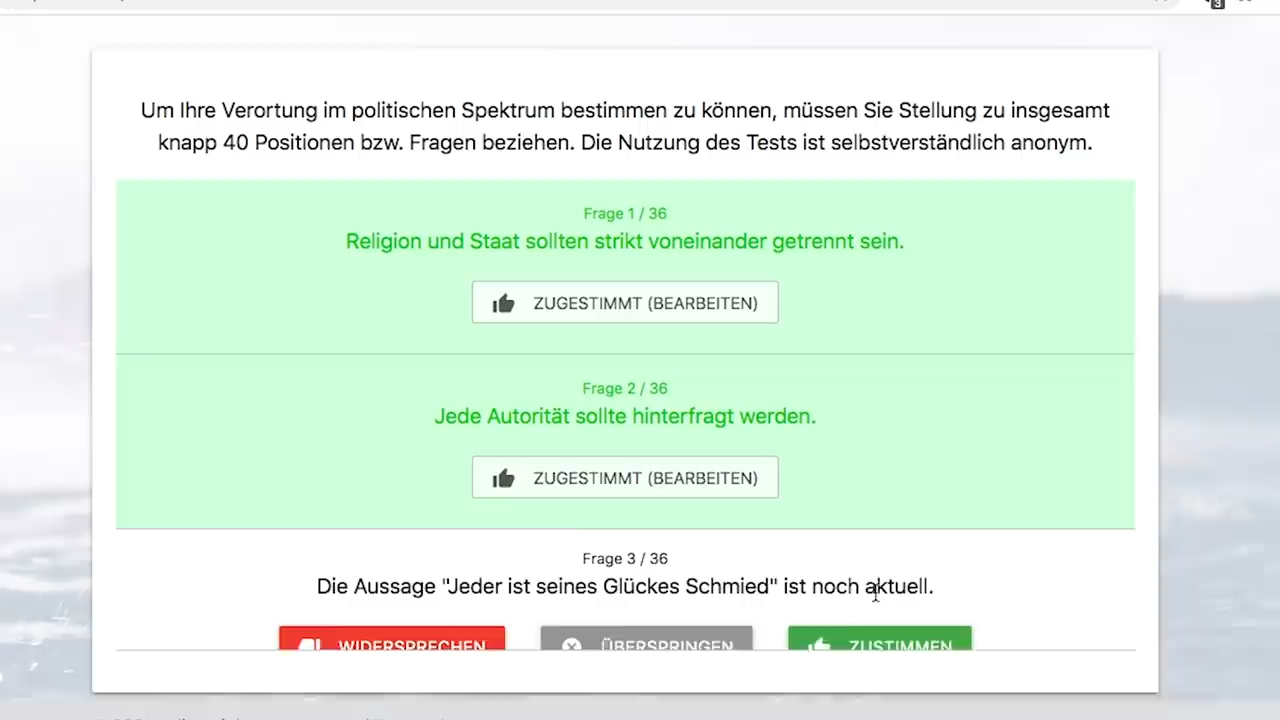 Um Ihre Verortung im politischen Spektrum bestimmen zu können, müssen Sie Stellung zu insgesamt
knapp 40 Positionen bzw. Fragen beziehen. Die Nutzung des Tests ist selbstverständlich anonym.
Frage 1 / 36
Religion und Staat sollten strikt voneinander getrennt sein.
ZUGESTIMMT (BEARBEITEN)
Frage 2 / 36
Jede Autorität sollte hinterfragt werden.
ZUGESTIMMT (BEARBEITEN)
Frage 3 / 36
Die Aussage "Jeder ist seines Glückes Schmied" ist noch aktuell.
WIDERSPRECHEN ÜBERSPRINGEN ZUSTIMMEN